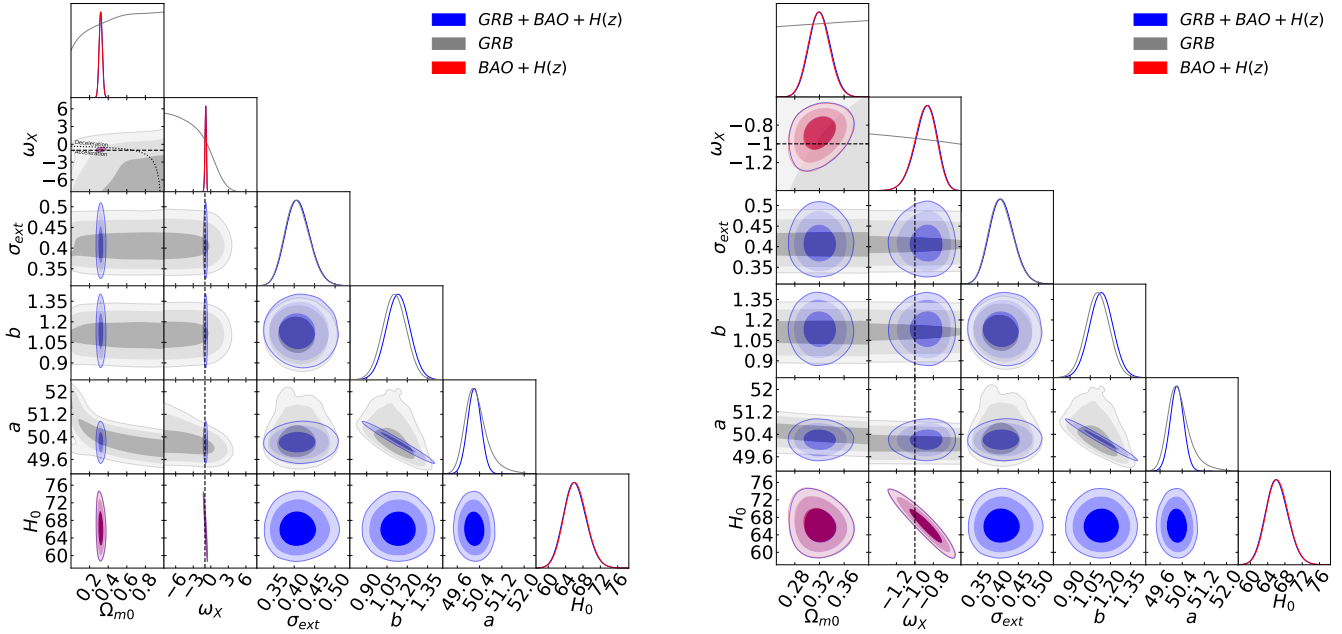 GRB + BAO + H(z)
GRB
BAO + H(z)
6
3
0
−3
−6
ω_X
Deceleration
Acceleration
0.5
0.45
0.4
0.35
σ_ext
1.35
1.2
1.05
0.9
b
52
51.2
50.4
49.6
a
76
72
68
64
60
H_0
0.2 0.4 0.6 0.8
Ω_m0
−6 −3 0 3 6
ω_X
0.35 0.40 0.45 0.50
σ_ext
0.90 1.05 1.20 1.35
b
49.6 50.4 51.2 52.0
a
60 64 68 72 76
H_0
GRB + BAO + H(z)
GRB
BAO + H(z)
−0.8
−1
−1.2
ω_X
0.5
0.45
0.4
0.35
σ_ext
1.35
1.2
1.05
0.9
b
52
51.2
50.4
49.6
a
76
72
68
64
60
H_0
0.28 0.32 0.36
Ω_m0
−1.2 −1.0 −0.8
ω_X
0.35 0.40 0.45 0.50
σ_ext
0.90 1.05 1.20 1.35
b
49.6 50.4 51.2 52.0
a
60 64 68 72 76
H_0